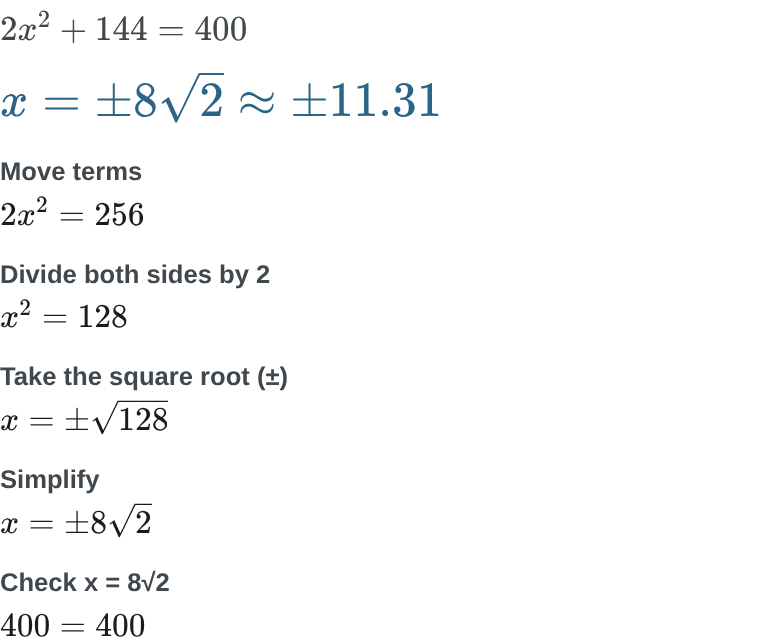 2x² + 144 = 400
x = ±8√2 ≈ ±11.31
Move terms
2x² = 256
Divide both sides by 2
x² = 128
Take the square root (±)
x = ±√128
Simplify
x = ±8√2
Check x = 8√2
400 = 400